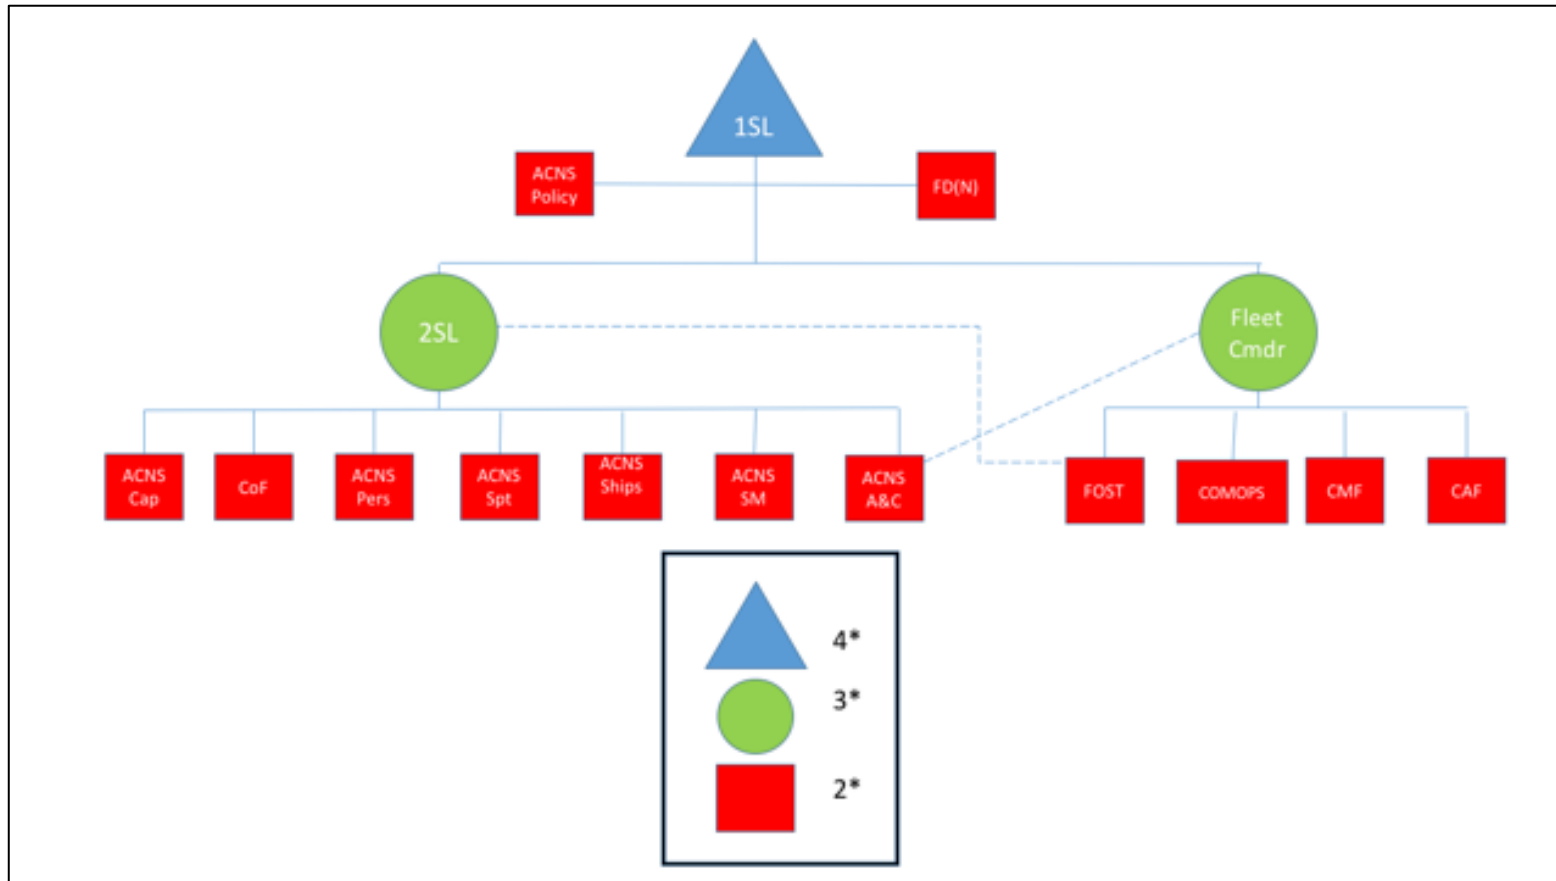 1SL
ACNS
Policy
FD(N)
2SL
Fleet
Cmdr
ACNS
Cap
CoF
ACNS
Pers
ACNS
Spt
ACNS
Ships
ACNS
SM
ACNS
A&C
FOST
COMOPS
CMF
CAF
4*
3*
2*